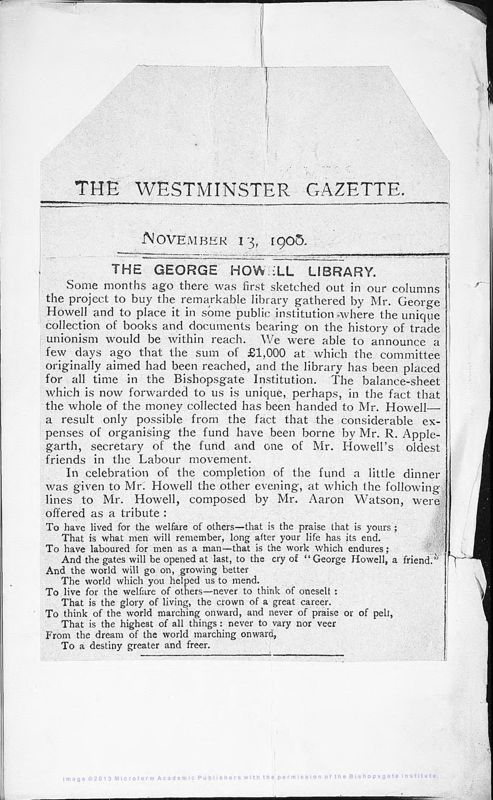 THE WESTMINSTER GAZETTE.
NOVEMBER 13, 1906.
THE GEORGE HOWELL LIBRARY.
Some months ago there was first sketched out in our columns
the project to buy the remarkable library gathered by Mr. George
Howell and to place it in some public institution where the unique
collection of books and documents bearing on the history of trade
unionism would be within reach. We were able to announce a
few days ago that the sum of £1,000 at which the committee
originally aimed had been reached, and the library has been placed
for all time in the Bishopsgate Institution. The balance-sheet
which is now forwarded to us is unique, perhaps, in the fact that
the whole of the money collected has been handed to Mr. Howell—
a result only possible from the fact that the considerable ex-
penses of organising the fund have been borne by Mr. R. Apple-
garth, secretary of the fund and one of Mr. Howell's oldest
friends in the Labour movement.
In celebration of the completion of the fund a little dinner
was given to Mr. Howell the other evening, at which the following
lines to Mr. Howell, composed by Mr. Aaron Watson, were
offered as a tribute :
To have lived for the welfare of others—that is the praise that is yours ;
That is what men will remember, long after your life has its end.
To have laboured for men as a man—that is the work which endures ;
And the gates will be opened at last, to the cry of "George Howell, a friend."
And the world will go on, growing better
The world which you helped us to mend.
To live for the welfare of others—never to think of oneself :
That is the glory of living, the crown of a great career.
To think of the world marching onward, and never of praise or of pelf,
That is the highest of all things : never to vary nor veer
From the dream of the world marching onward,
To a destiny greater and freer.
Image ©2013 Microform Academic Publishers with the permission of the Bishopsgate Institute.